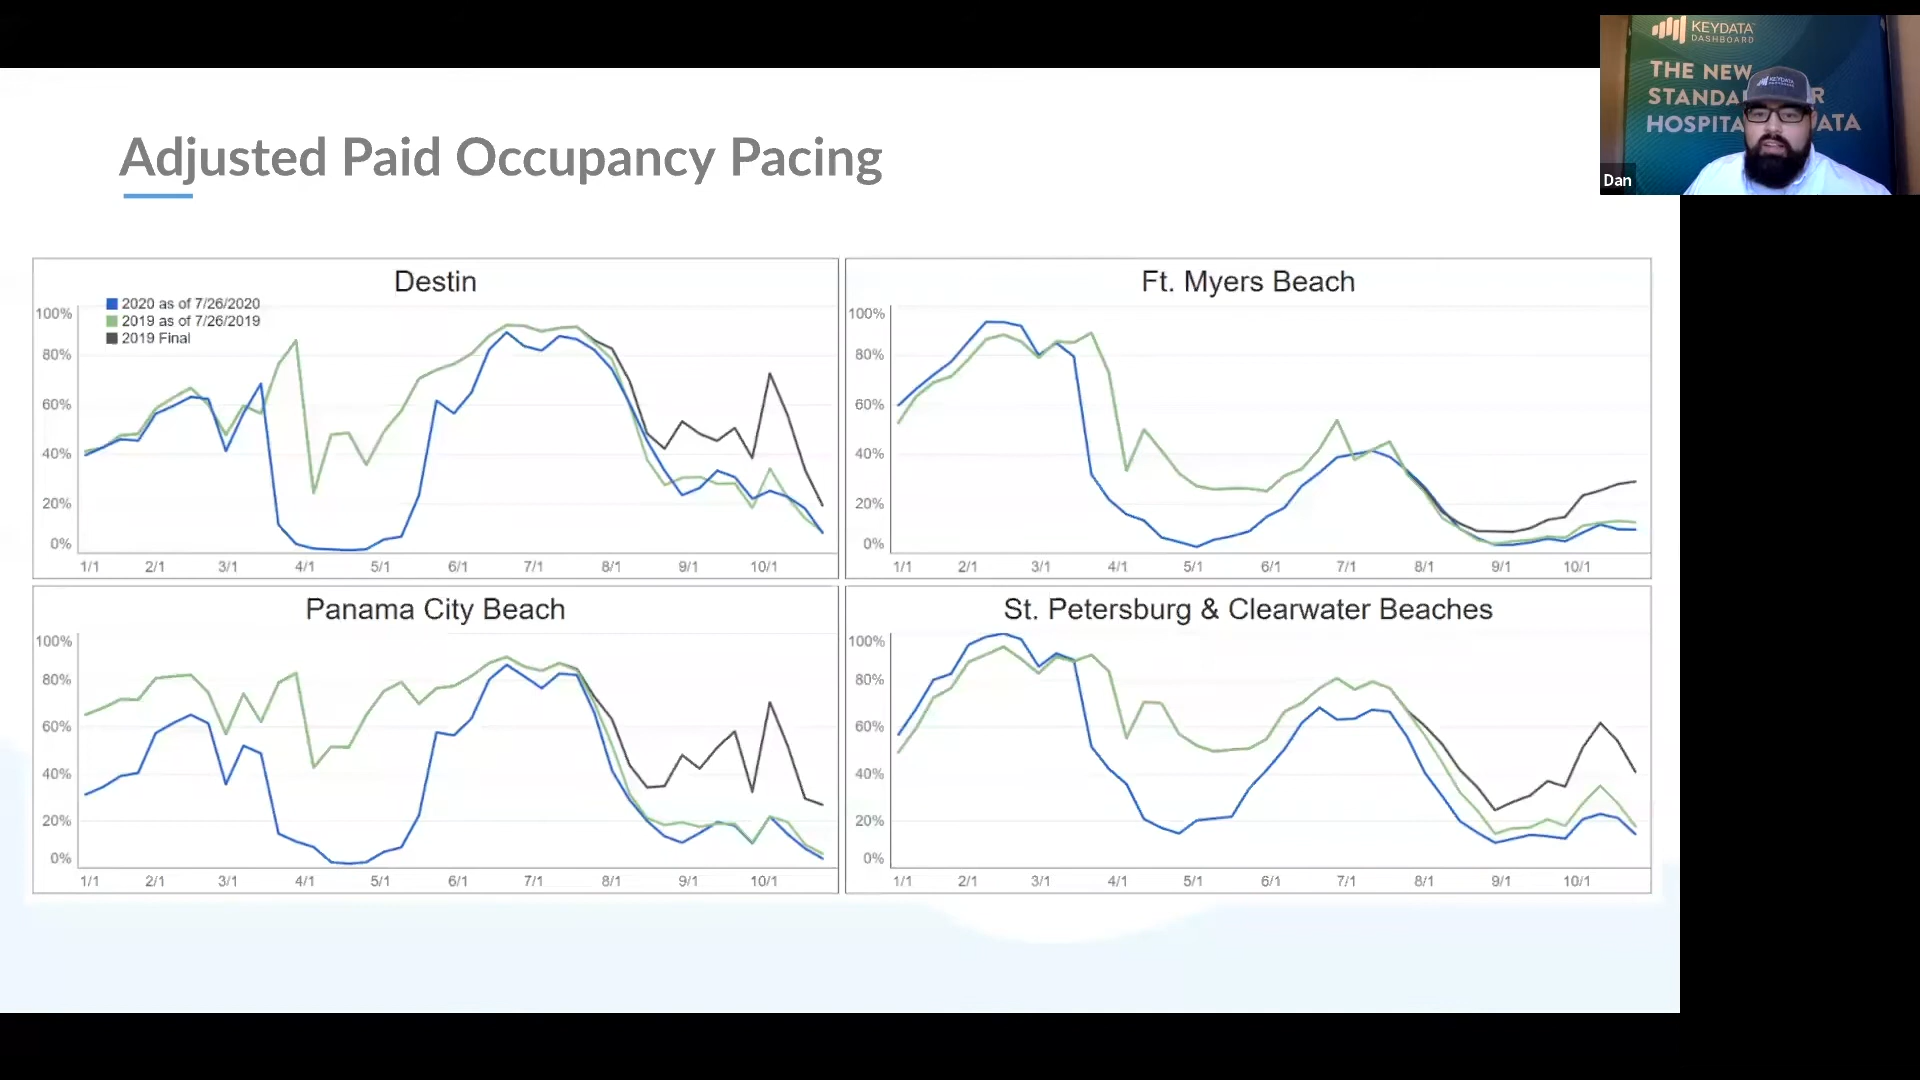 KEYDATA
DASHBOARD
THE NEW
STANDA R
HOSPITA ATA
KEYDATA
Dan
Adjusted Paid Occupancy Pacing
Destin
2020 as of 7/26/2020
2019 as of 7/26/2019
2019 Final
100%
80%
60%
40%
20%
0%
1/1 2/1 3/1 4/1 5/1 6/1 7/1 8/1 9/1 10/1
Ft. Myers Beach
100%
80%
60%
40%
20%
0%
1/1 2/1 3/1 4/1 5/1 6/1 7/1 8/1 9/1 10/1
Panama City Beach
100%
80%
60%
40%
20%
0%
1/1 2/1 3/1 4/1 5/1 6/1 7/1 8/1 9/1 10/1
St. Petersburg & Clearwater Beaches
100%
80%
60%
40%
20%
0%
1/1 2/1 3/1 4/1 5/1 6/1 7/1 8/1 9/1 10/1